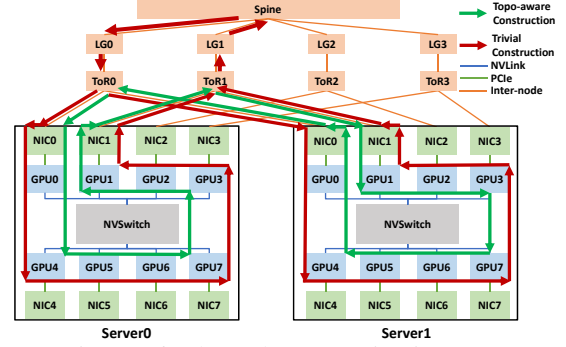 Spine
Topo-aware
Construction
Trivial
Construction
NVLink
PCIe
Inter-node
LG0 LG1 LG2 LG3
ToR0 ToR1 ToR2 ToR3
NIC0 NIC1 NIC2 NIC3 NIC0 NIC1 NIC2 NIC3
GPU0 GPU1 GPU2 GPU3 GPU0 GPU1 GPU2 GPU3
NVSwitch NVSwitch
GPU4 GPU5 GPU6 GPU7 GPU4 GPU5 GPU6 GPU7
NIC4 NIC5 NIC6 NIC7 NIC4 NIC5 NIC6 NIC7
Server0 Server1